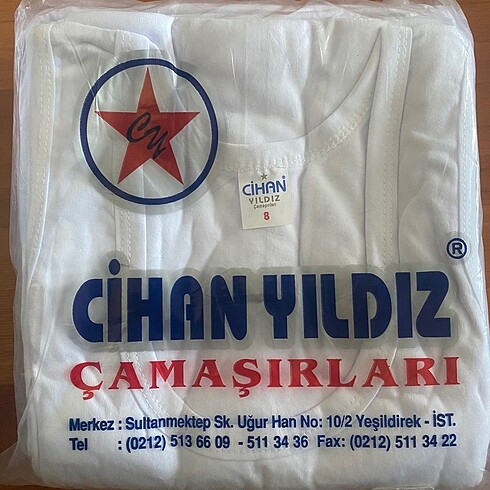 CY
CİHAN
YILDIZ
Çamaşırları
8
®
CİHAN YILDIZ
ÇAMAŞIRLARI
Merkez : Sultanmektep Sk. Uğur Han No: 10/2 Yeşildirek - İST.
Tel : (0212) 513 66 09 - 511 34 36 Fax: (0212) 511 34 22